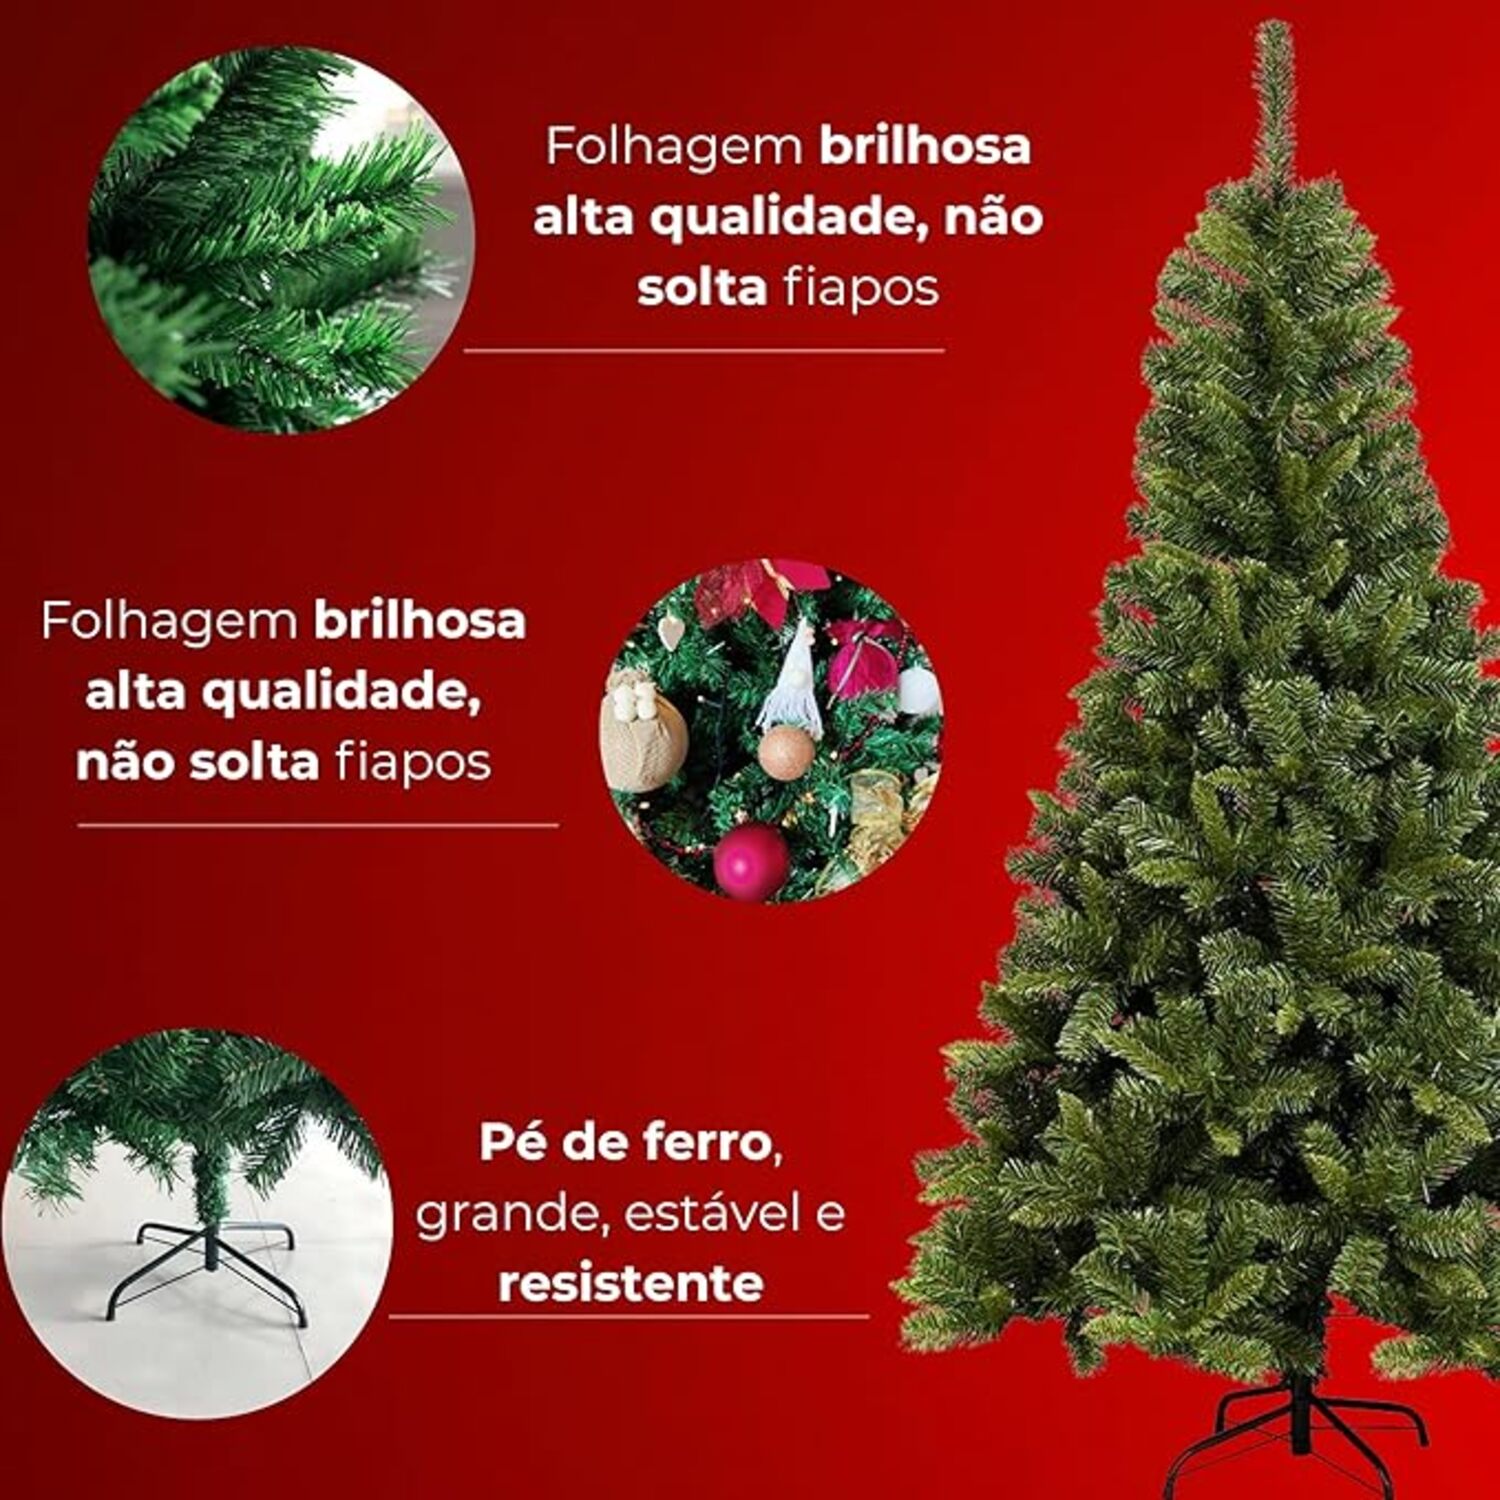 Folhagem brilhosa
alta qualidade, não
solta fiapos
Folhagem brilhosa
alta qualidade,
não solta fiapos
Pé de ferro,
grande, estável e
resistente